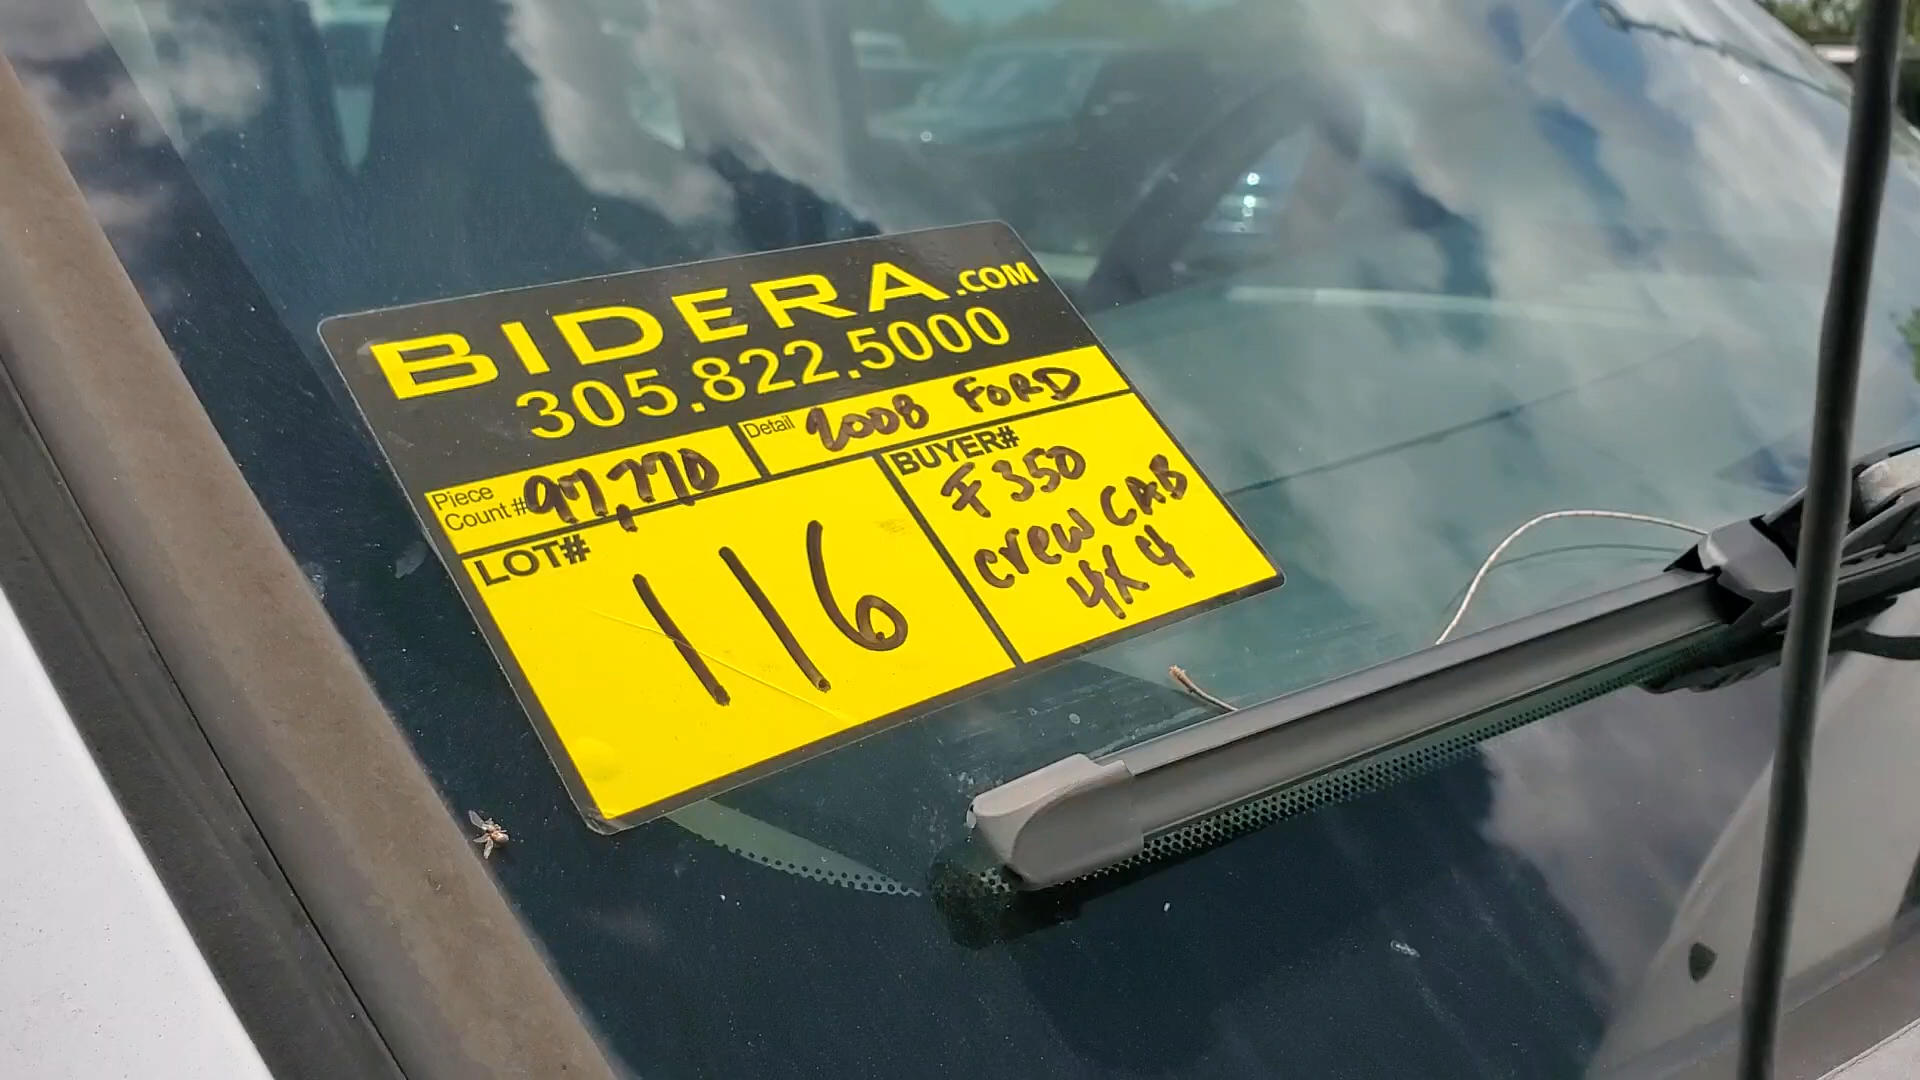 BIDERA.COM
305.822.5000
Piece Count# 97,770
Detail 2008 FORD
LOT#
116
BUYER#
F350
crew CAB
4x4